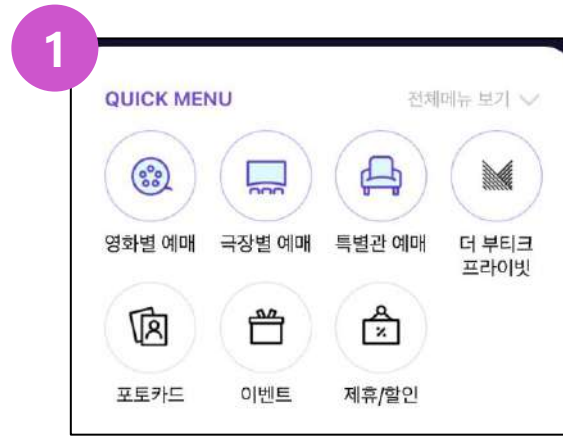 1
QUICK MENU
전체메뉴 보기
영화별 예매
극장별 예매
특별관 예매
더 부티크
프라이빗
포토카드
이벤트
제휴/할인